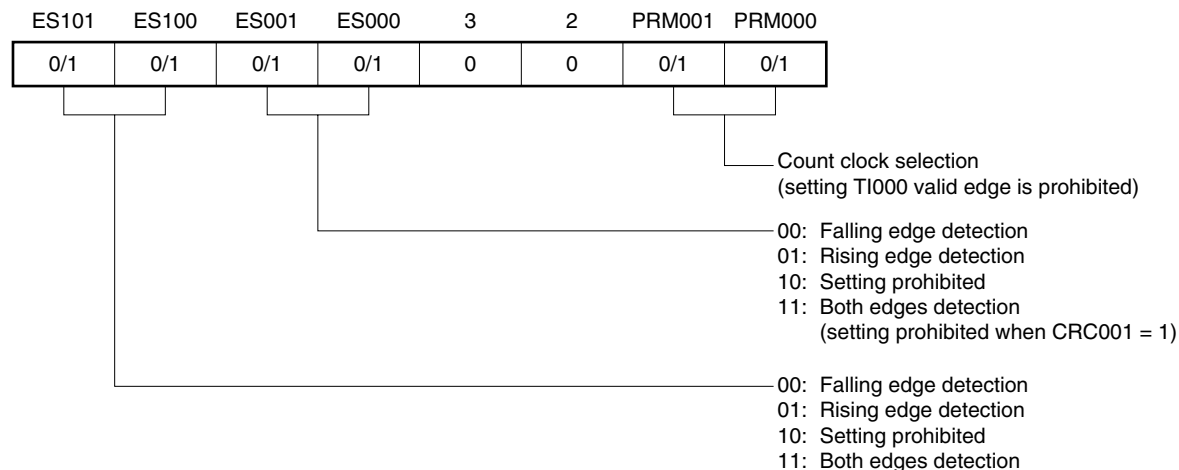 ES101 ES100 ES001 ES000 3 2 PRM001 PRM000
0/1 0/1 0/1 0/1 0 0 0/1 0/1
Count clock selection
(setting TI000 valid edge is prohibited)
00: Falling edge detection
01: Rising edge detection
10: Setting prohibited
11: Both edges detection
(setting prohibited when CRC001 = 1)
00: Falling edge detection
01: Rising edge detection
10: Setting prohibited
11: Both edges detection